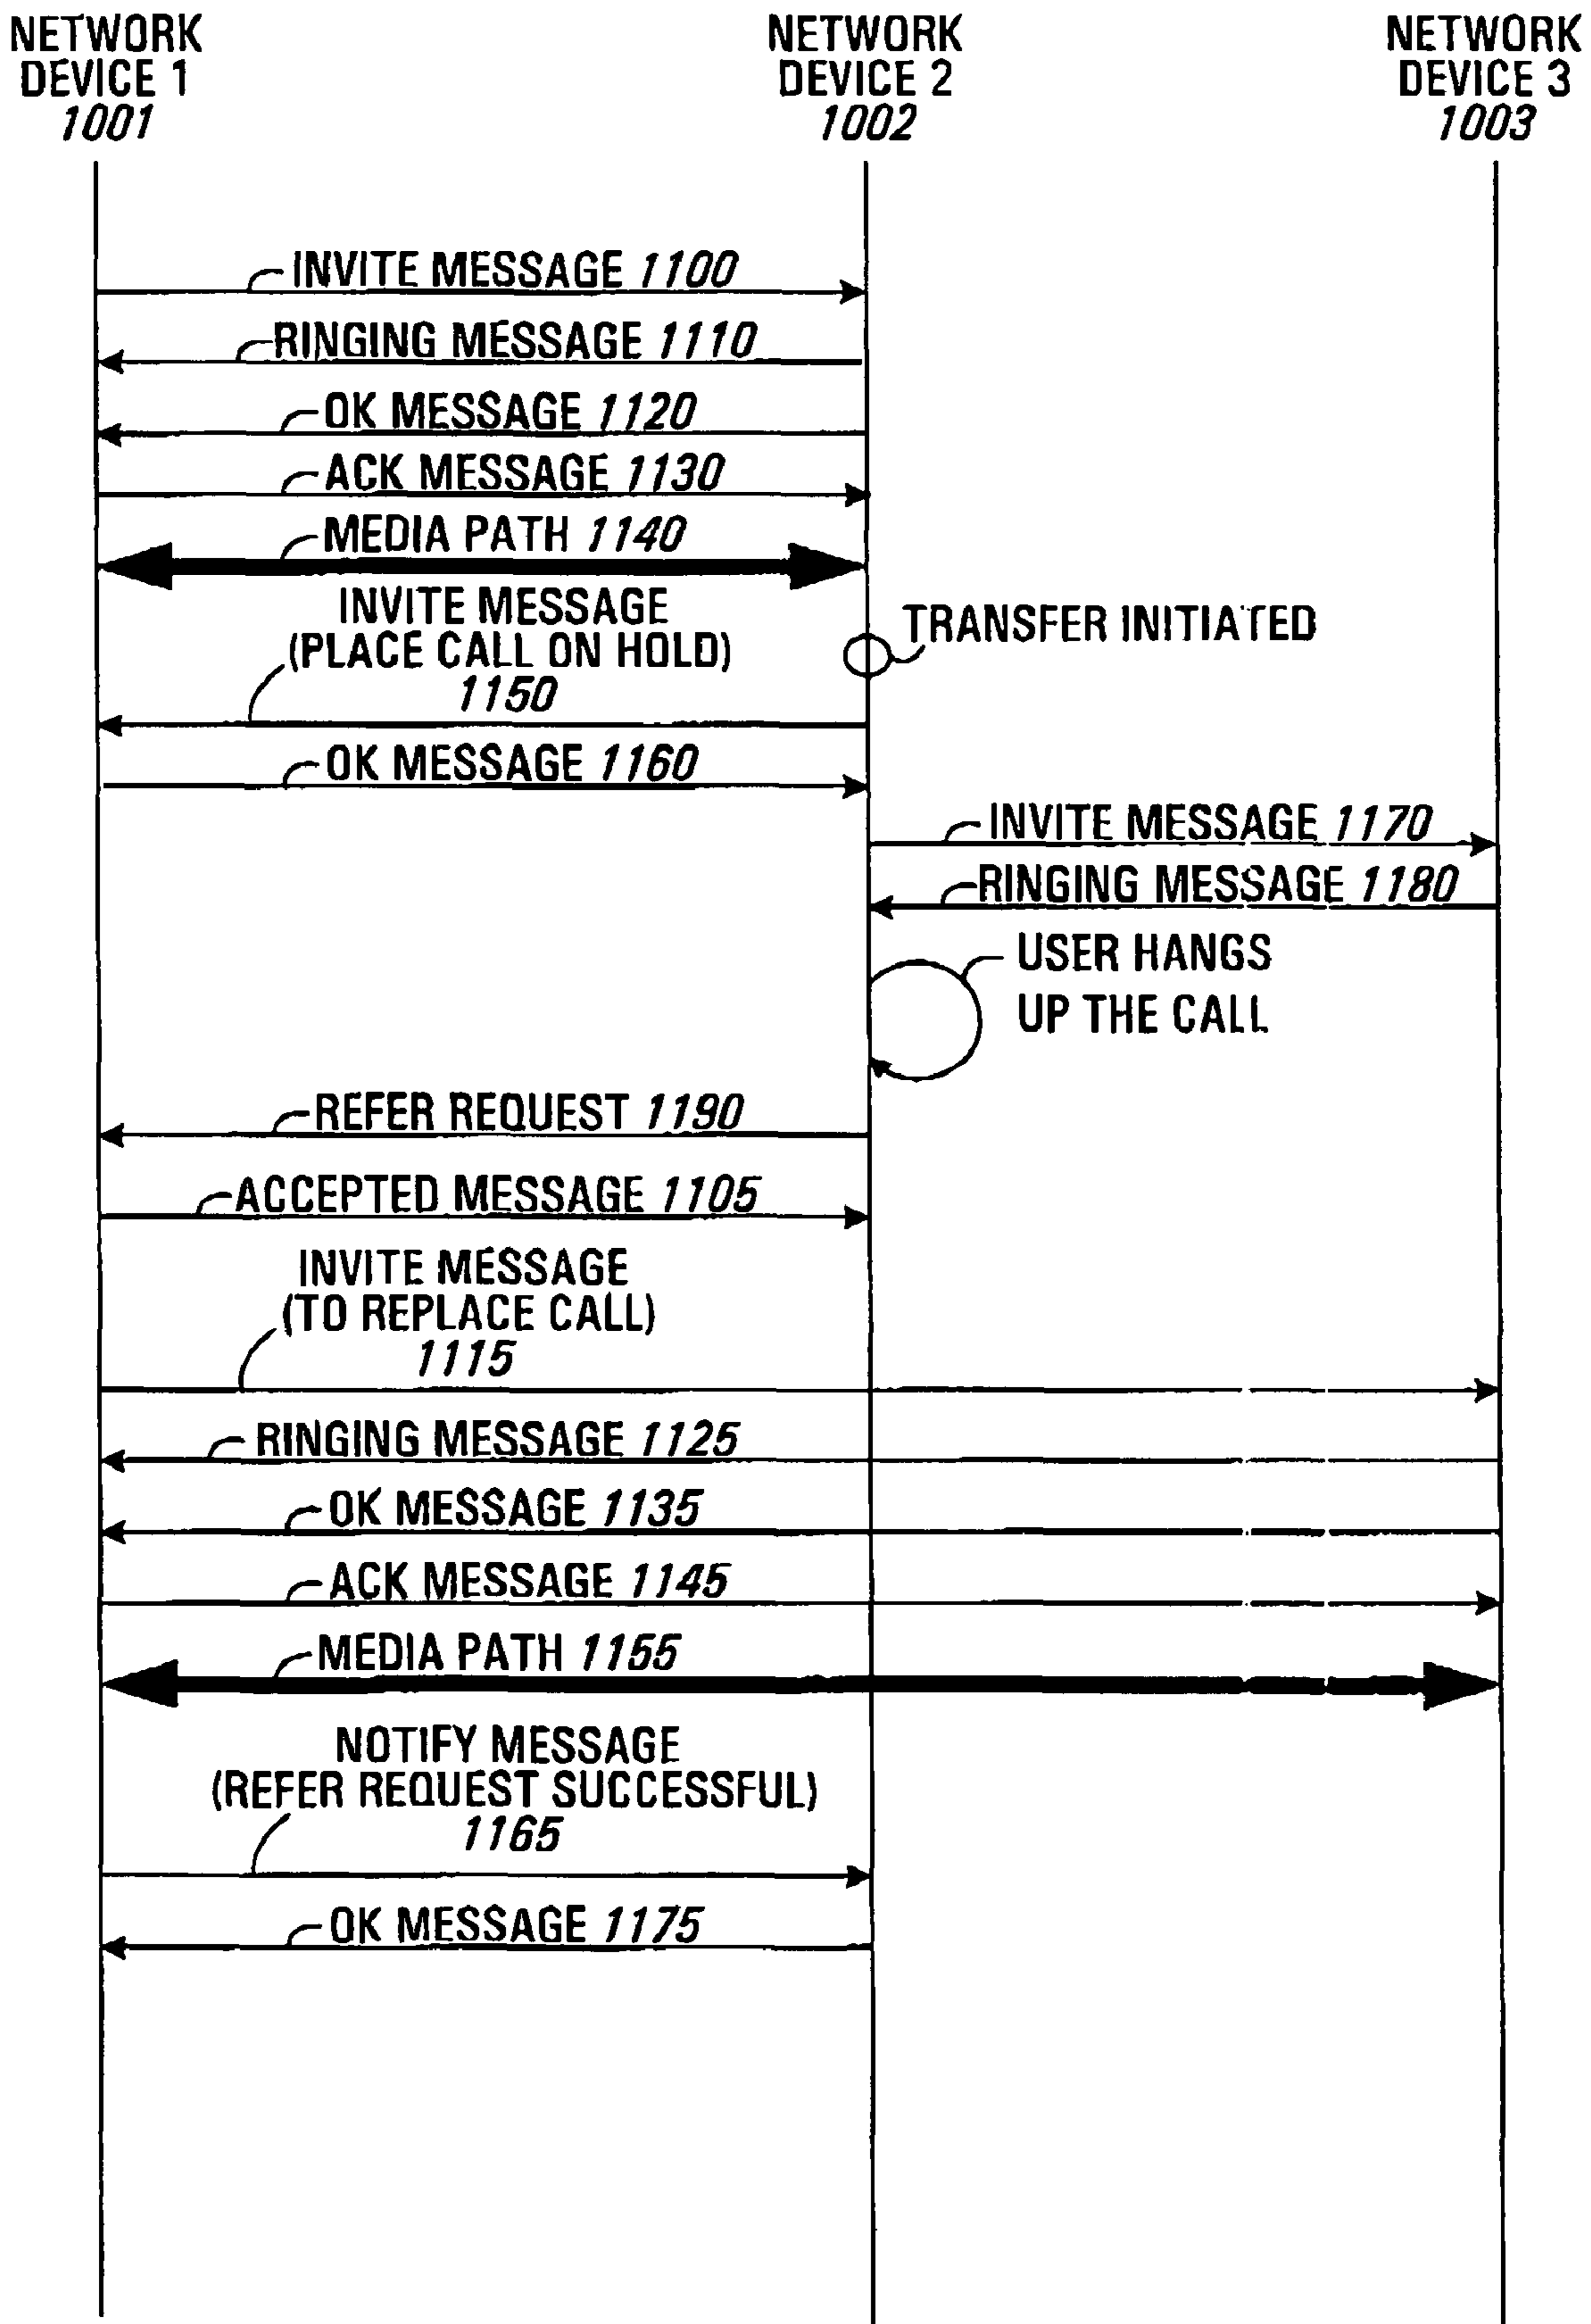 NETWORK
DEVICE 1
1001
NETWORK
DEVICE 2
1002
NETWORK
DEVICE 3
1003
INVITE MESSAGE 1100
RINGING MESSAGE 1110
OK MESSAGE 1120
ACK MESSAGE 1130
MEDIA PATH 1140
INVITE MESSAGE
(PLACE CALL ON HOLD)
1150
TRANSFER INITIATED
OK MESSAGE 1160
INVITE MESSAGE 1170
RINGING MESSAGE 1180
USER HANGS
UP THE CALL
REFER REQUEST 1190
ACCEPTED MESSAGE 1105
INVITE MESSAGE
(TO REPLACE CALL)
1115
RINGING MESSAGE 1125
OK MESSAGE 1135
ACK MESSAGE 1145
MEDIA PATH 1155
NOTIFY MESSAGE
(REFER REQUEST SUCCESSFUL)
1165
OK MESSAGE 1175